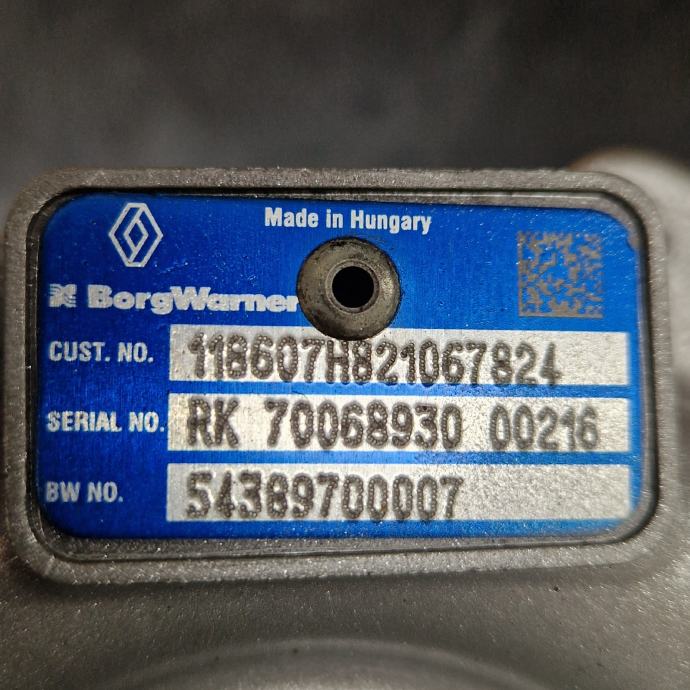 Made in Hungary
BorgWarner
CUST. NO. 118607H821067824
SERIAL NO. RK 70068930 00216
BW NO. 54389700007